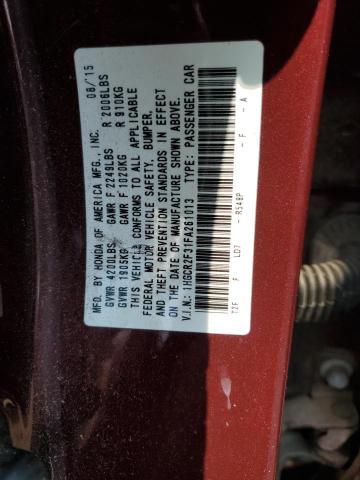 MFD. BY HONDA OF AMERICA MFG., INC. 08/'15
GVWR 4200LBS GAWR F 2249LBS R 2006LBS
GVWR 1905KG GAWR F 1020KG R 910KG
THIS VEHICLE CONFORMS TO ALL APPLICABLE
FEDERAL MOTOR VEHICLE SAFETY, BUMPER,
AND THEFT PREVENTION STANDARDS IN EFFECT
ON THE DATE OF MANUFACTURE SHOWN ABOVE.
V.I.N.: 1HGCR2F31FA261013 TYPE: PASSENGER CAR
T2F F LD7 - R548P - F - A